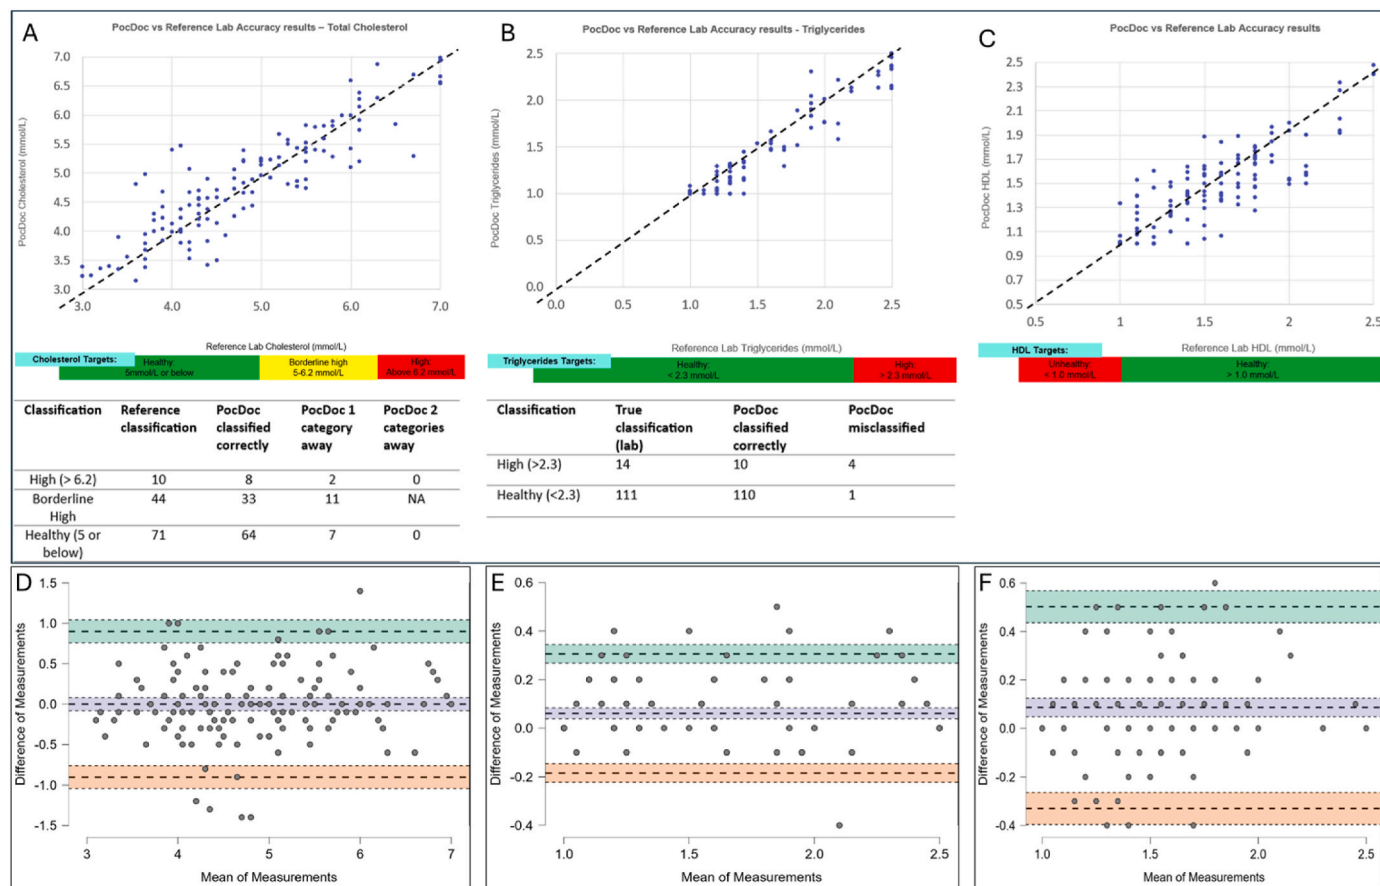 A
PocDoc vs Reference Lab Accuracy results – Total Cholesterol
PocDoc Cholesterol (mmol/L)
7.0
6.5
6.0
5.5
5.0
4.5
4.0
3.5
3.0
3.0
4.0
5.0
6.0
7.0
Reference Lab Cholesterol (mmol/L)
Cholesterol Targets:
Healthy:
5mmol/L or below
Borderline high
5-6.2 mmol/L
High:
Above 6.2 mmol/L
Classification Reference classification PocDoc classified correctly PocDoc 1 category away PocDoc 2 categories away
High (> 6.2) 10 8 2 0
Borderline High 44 33 11 NA
Healthy (5 or below) 71 64 7 0
B
PocDoc vs Reference Lab Accuracy results - Triglycerides
PocDoc Triglycerides (mmol/L)
2.5
2.0
1.5
1.0
0.5
0.0
0.0
0.5
1.0
1.5
2.1
2.5
Reference Lab Triglycerides (mmol/L)
Triglycerides Targets:
Healthy:
< 2.3 mmol/L
High:
> 2.3 mmol/L
Classification True classification (lab) PocDoc classified correctly PocDoc misclassified
High (>2.3) 14 10 4
Healthy (<2.3) 111 110 1
C
PocDoc vs Reference Lab Accuracy results
PocDoc HDL (mmol/L)
2.5
2.3
2.1
1.9
1.7
1.5
1.3
1.1
0.9
0.7
0.5
0.5
1
1.5
2
2.5
Reference Lab HDL (mmol/L)
HDL Targets:
Unhealthy:
< 1.0 mmol/L
Healthy:
> 1.0 mmol/L
D
Difference of Measurements
1.5
1.0
0.5
0.0
-0.5
-1.0
-1.5
3
4
5
6
7
Mean of Measurements
E
Difference of Measurements
0.6
0.4
0.2
0.0
-0.2
-0.4
1.0
1.5
2.0
2.5
Mean of Measurements
F
Difference of Measurements
0.6
0.4
0.2
0.0
-0.2
-0.4
1.0
1.5
2.0
2.5
Mean of Measurements